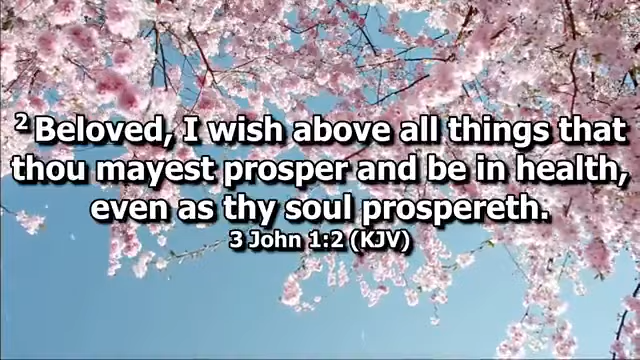 2 Beloved, I wish above all things that
thou mayest prosper and be in health,
even as thy soul prospereth.
3 John 1:2 (KJV)